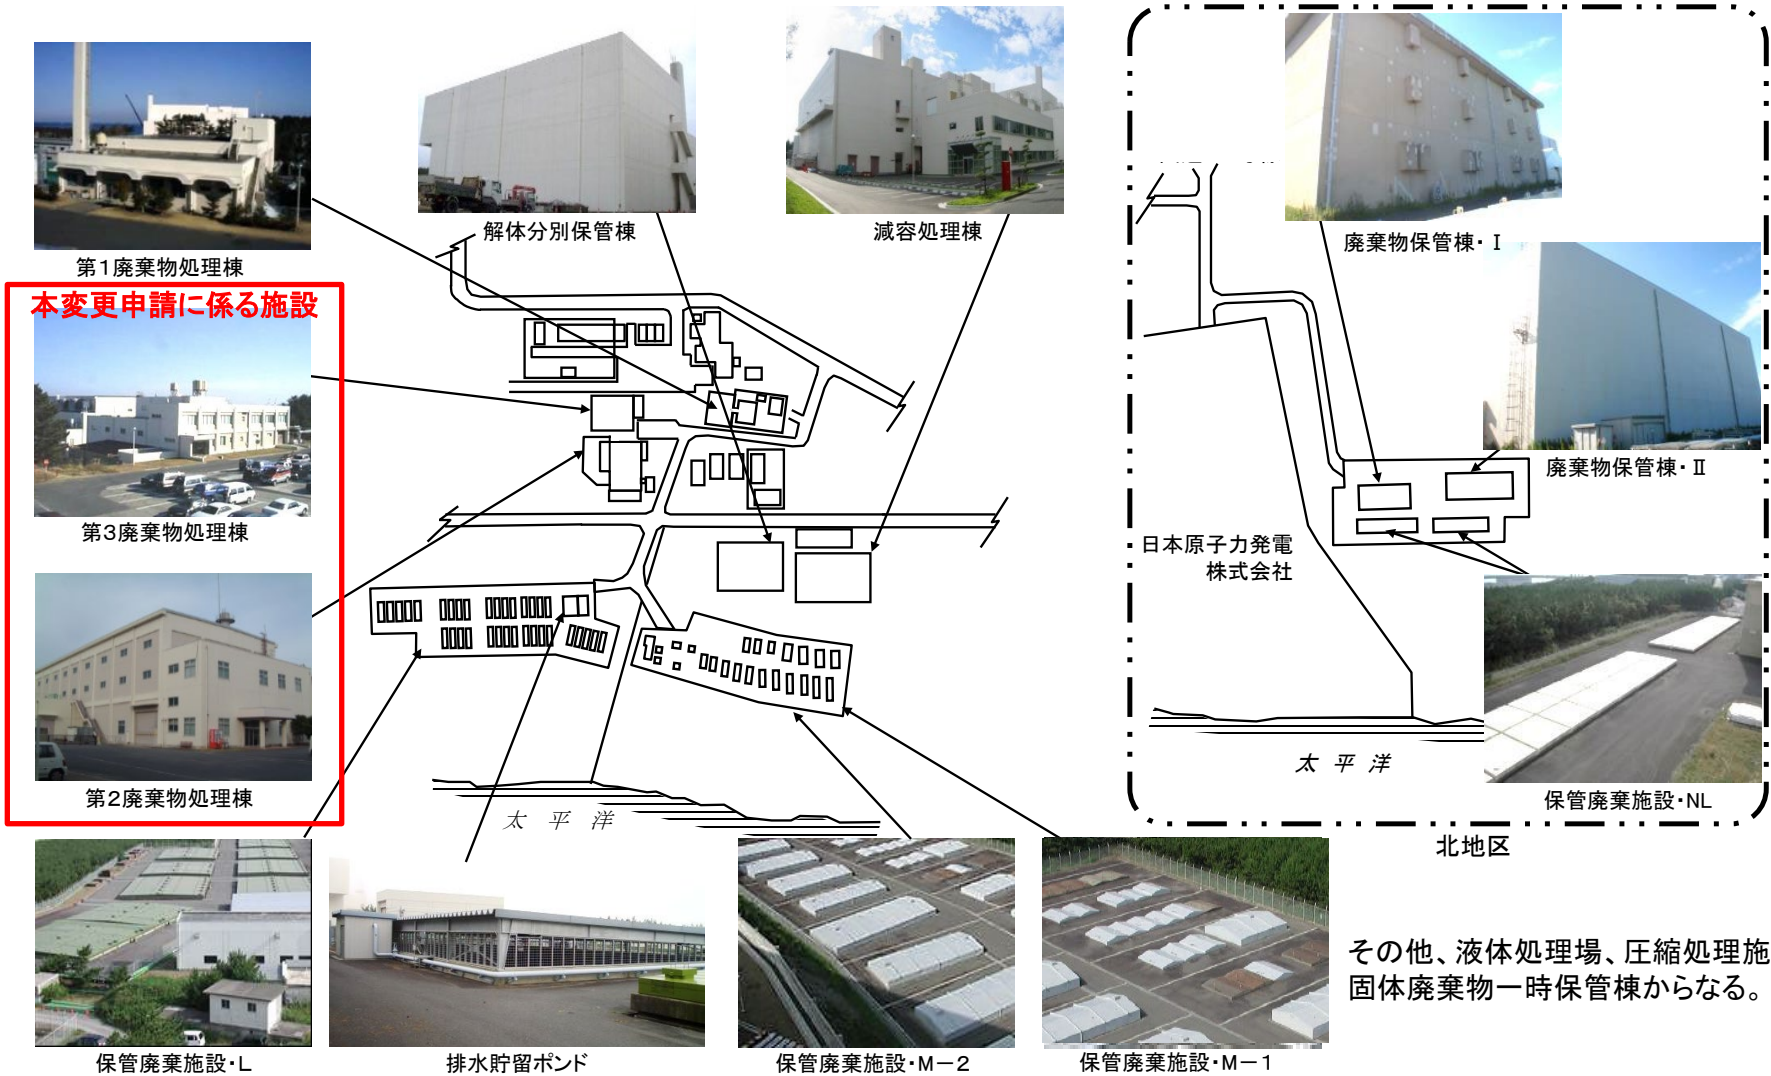 解体分別保管棟
減容処理棟
廃棄物保管棟・Ⅰ
第1廃棄物処理棟
本変更申請に係る施設
廃棄物保管棟・Ⅱ
第3廃棄物処理棟
日本原子力発電
株式会社
太 平 洋
第2廃棄物処理棟
保管廃棄施設・NL
太 平 洋
北地区
その他、液体処理場、圧縮処理施
固体廃棄物一時保管棟からなる。
保管廃棄施設・L
排水貯留ポンド
保管廃棄施設・M－2
保管廃棄施設・M－1